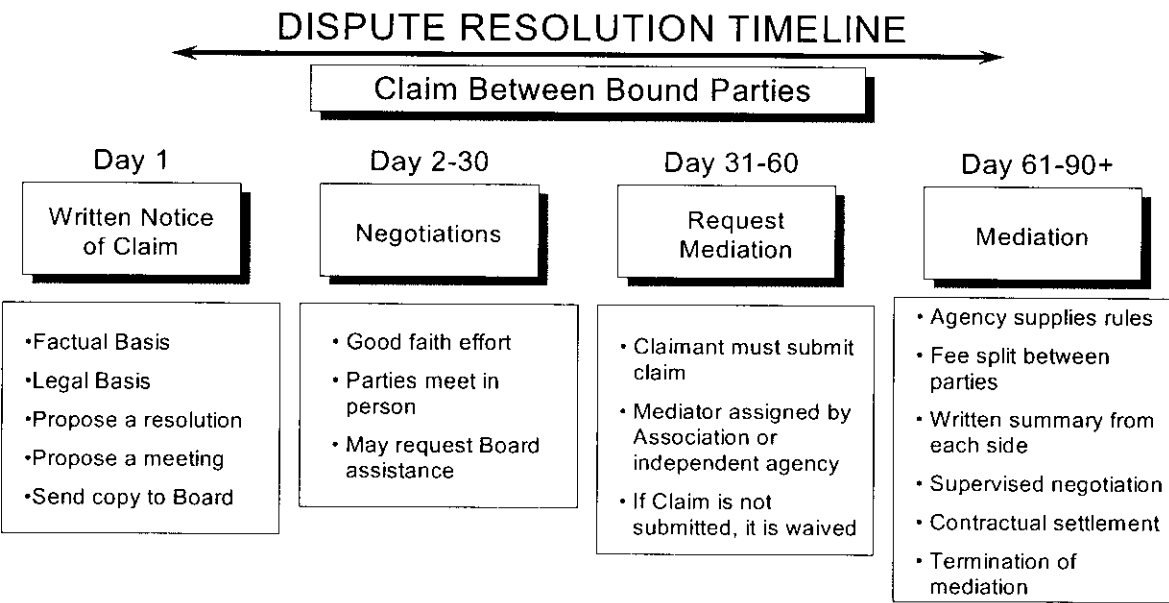 DISPUTE RESOLUTION TIMELINE
Claim Between Bound Parties
Day 1
Written Notice
of Claim
•Factual Basis
•Legal Basis
•Propose a resolution
•Propose a meeting
•Send copy to Board
Day 2-30
Negotiations
• Good faith effort
• Parties meet in
person
• May request Board
assistance
Day 31-60
Request
Mediation
• Claimant must submit
claim
• Mediator assigned by
Association or
independent agency
• If Claim is not
submitted, it is waived
Day 61-90+
Mediation
• Agency supplies rules
• Fee split between
parties
• Written summary from
each side
• Supervised negotiation
• Contractual settlement
• Termination of
mediation